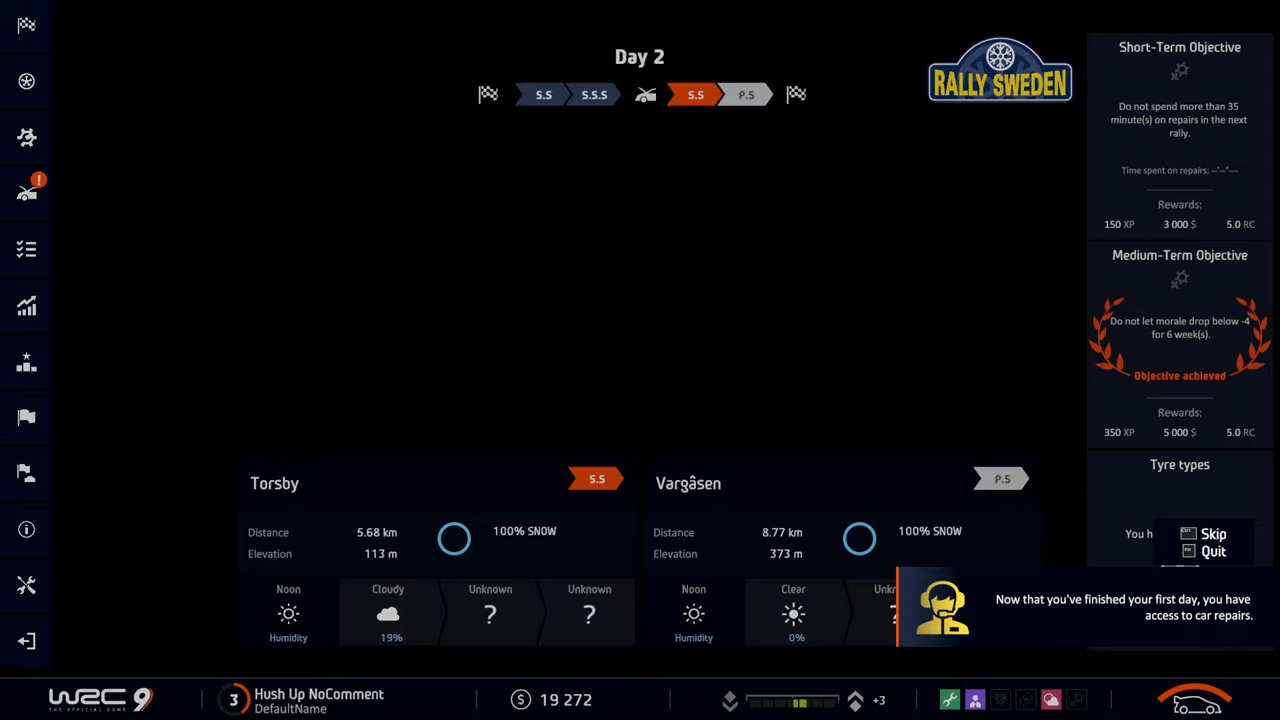 Day 2
S.S
S.S.S
S.S
P.S
RALLY SWEDEN
Short-Term Objective
Do not spend more than 35
minute(s) on repairs in the next
rally.
Time spent on repairs: --'--"---
Rewards:
150 XP
3 000 $
5.0 RC
Medium-Term Objective
Do not let morale drop below -4
for 6 week(s).
Objective achieved
Rewards:
350 XP
5 000 $
5.0 RC
Tyre types
You h
Ctrl Skip
Esc Quit
!
Torsby
S.S
Distance 5.68 km
Elevation 113 m
100% SNOW
Noon
Humidity
Cloudy
19%
Unknown
?
Unknown
?
Vargåsen
P.S
Distance 8.77 km
Elevation 373 m
100% SNOW
Noon
Humidity
Clear
0%
Unkn
?
Now that you've finished your first day, you have
access to car repairs.
WRC 9
THE OFFICIAL GAME
3
Hush Up NoComment
DefaultName
$ 19 272
+3